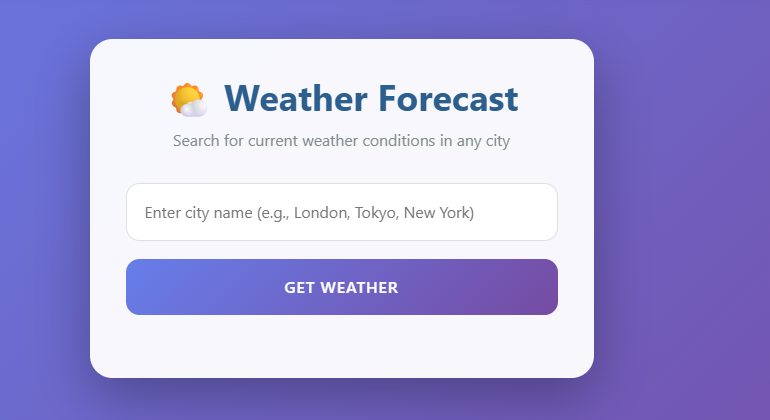 Weather Forecast
Search for current weather conditions in any city
Enter city name (e.g., London, Tokyo, New York)
GET WEATHER